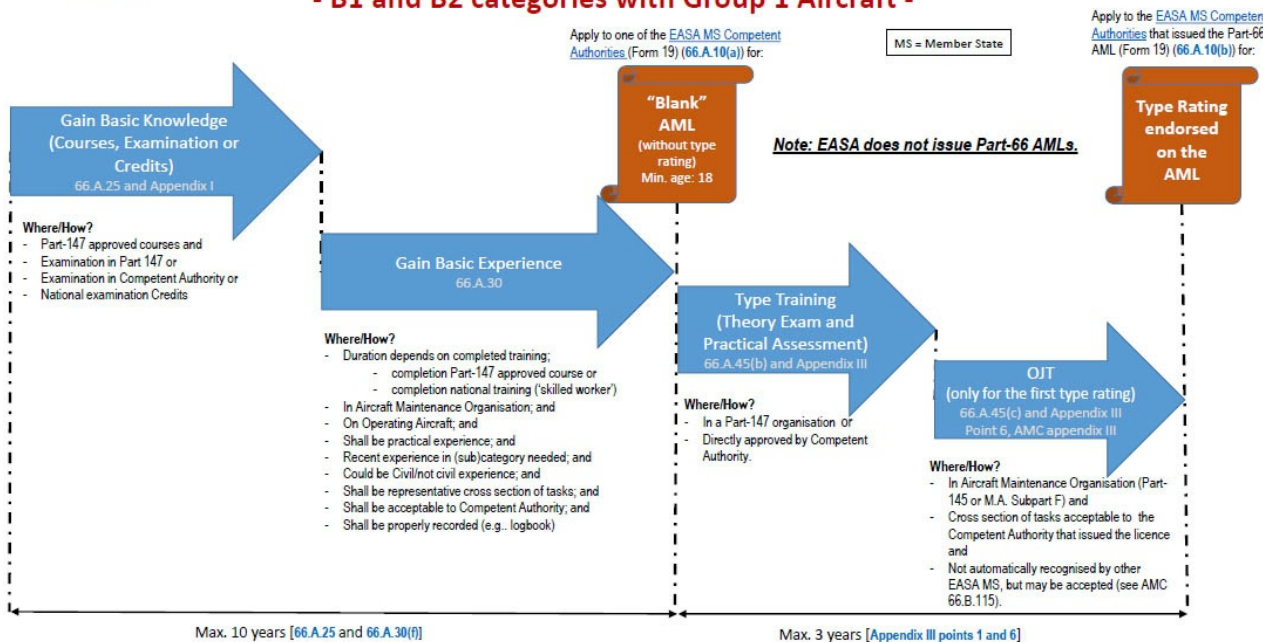 - B1 and B2 categories with Group 1 Aircraft -
Apply to one of the EASA MS Competent
Authorities (Form 19) (66.A.10(a)) for:
MS = Member State
Apply to the EASA MS Competent
Authorities that issued the Part-66
AML (Form 19) (66.A.10(b)) for:
"Blank"
AML
(without type
rating)
Min. age: 18
Note: EASA does not issue Part-66 AMLs.
Type Rating
endorsed
on the
AML
Gain Basic Knowledge
(Courses, Examination or
Credits)
66.A.25 and Appendix I
Where/How?
- Part-147 approved courses and
- Examination in Part 147 or
- Examination in Competent Authority or
- National examination Credits
Gain Basic Experience
66.A.30
Where/How?
- Duration depends on completed training;
- completion Part-147 approved course or
- completion national training ('skilled worker')
- In Aircraft Maintenance Organisation; and
- On Operating Aircraft; and
- Shall be practical experience; and
- Recent experience in (sub)category needed; and
- Could be Civil/not civil experience; and
- Shall be representative cross section of tasks; and
- Shall be acceptable to Competent Authority; and
- Shall be properly recorded (e.g.. logbook)
Type Training
(Theory Exam and
Practical Assessment)
66.A.45(b) and Appendix III
Where/How?
- In a Part-147 organisation or
- Directly approved by Competent
Authority.
OJT
(only for the first type rating)
66.A.45(c) and Appendix III
Point 6, AMC appendix III
Where/How?
- In Aircraft Maintenance Organisation (Part-
145 or M.A. Subpart F) and
- Cross section of tasks acceptable to the
Competent Authority that issued the licence
and
- Not automatically recognised by other
EASA MS, but may be accepted (see AMC
66.B.115).
Max. 10 years [66.A.25 and 66.A.30(f)]
Max. 3 years [Appendix III points 1 and 6]